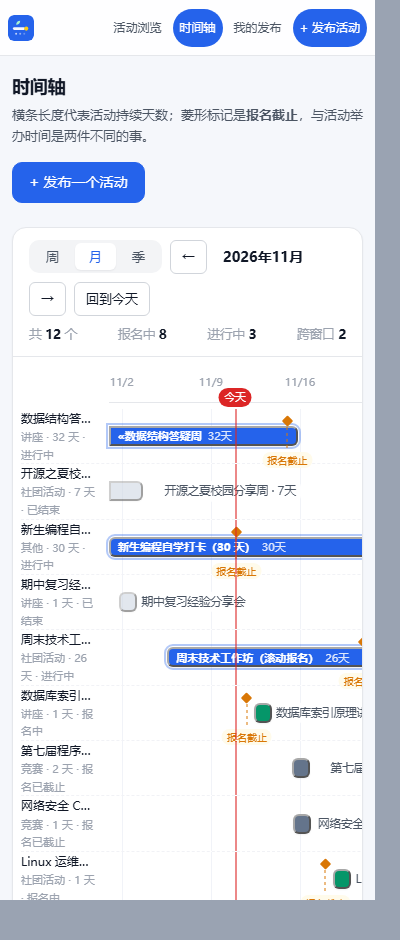 活动浏览 时间轴 我的发布 + 发布活动
时间轴
横条长度代表活动持续天数；菱形标记是报名截止，与活动举
办时间是两件不同的事。
+ 发布一个活动
周 月 季 ← 2026年11月
→ 回到今天
共 12 个 报名中 8 进行中 3 跨窗口 2
11/2 11/9 11/16
今天
数据结构答...
讲座 · 32 天 ·
进行中
«数据结构答疑周 32天
报名截止
开源之夏校...
社团活动 · 7 天
· 已结束
开源之夏校园分享周 · 7天
新生编程自...
其他 · 30 天 ·
进行中
新生编程自学打卡（30 天） 30天
报名截止
期中复习经...
讲座 · 1 天 · 已
结束
期中复习经验分享会
周末技术工...
社团活动 · 26
天 · 进行中
周末技术工作坊（滚动报名） 26天
报名
数据库索引...
讲座 · 1 天 · 报
名中
数据库索引原理讲
报名截止
第七届程序...
竞赛 · 2 天 · 报
名已截止
第七届
网络安全 C...
竞赛 · 1 天 · 报
名已截止
网络安全
Linux 运维...
社团活动 · 1 天
· 报名中
L